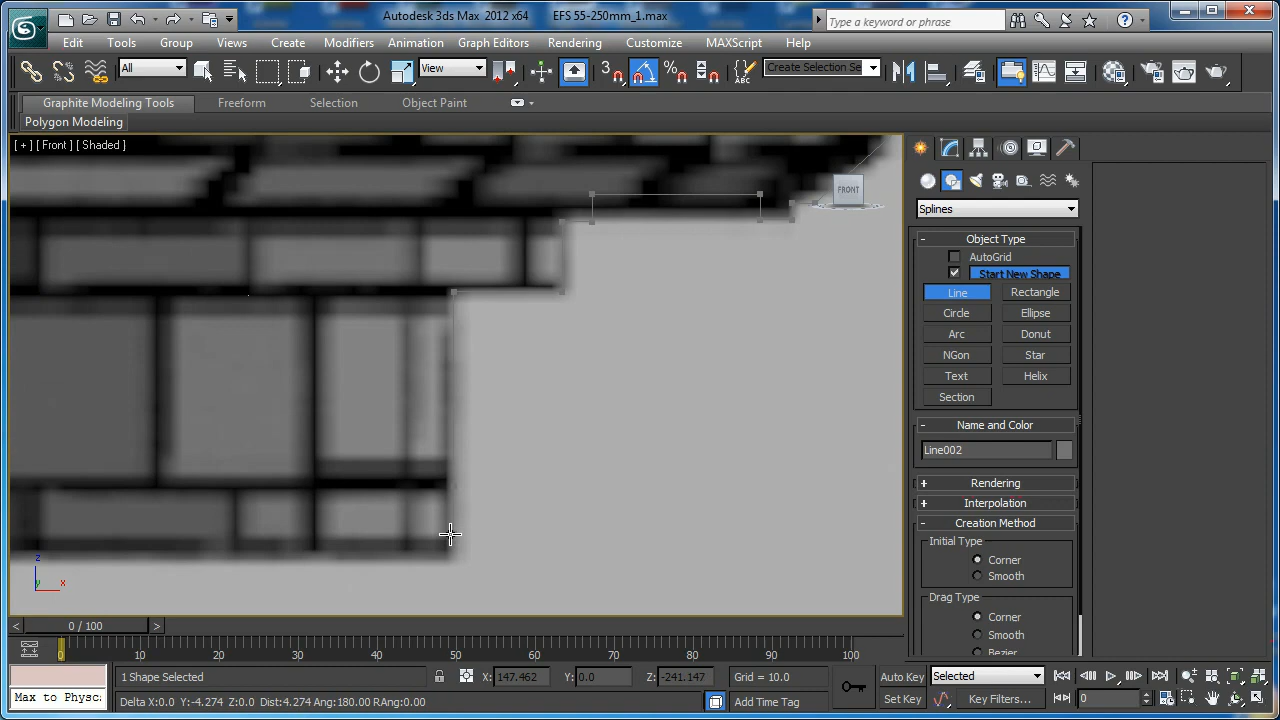 Autodesk 3ds Max 2012 x64 EFS 55-250mm_1.max
Type a keyword or phrase
Edit Tools Group Views Create Modifiers Animation Graph Editors Rendering Customize MAXScript Help
All View 3 Create Selection Se
Graphite Modeling Tools Freeform Selection Object Paint
Polygon Modeling
[ + ] [ Front ] [ Shaded ]
FRONT
Splines
- Object Type
AutoGrid
Start New Shape
Line Rectangle
Circle Ellipse
Arc Donut
NGon Star
Text Helix
Section
- Name and Color
Line002
+ Rendering
+ Interpolation
- Creation Method
Initial Type
Corner
Smooth
Drag Type
Corner
Smooth
Bezier
z
y x
< 0 / 100 >
0 10 20 30 40 50 60 70 80 90 100
1 Shape Selected X: 147.462 Y: 0.0 Z: -241.147 Grid = 10.0 Auto Key Selected
Max to Physca Delta X:0.0 Y:-4.274 Z:0.0 Dist:4.274 Ang:180.00 RAng:0.00 Add Time Tag Set Key Key Filters... 0